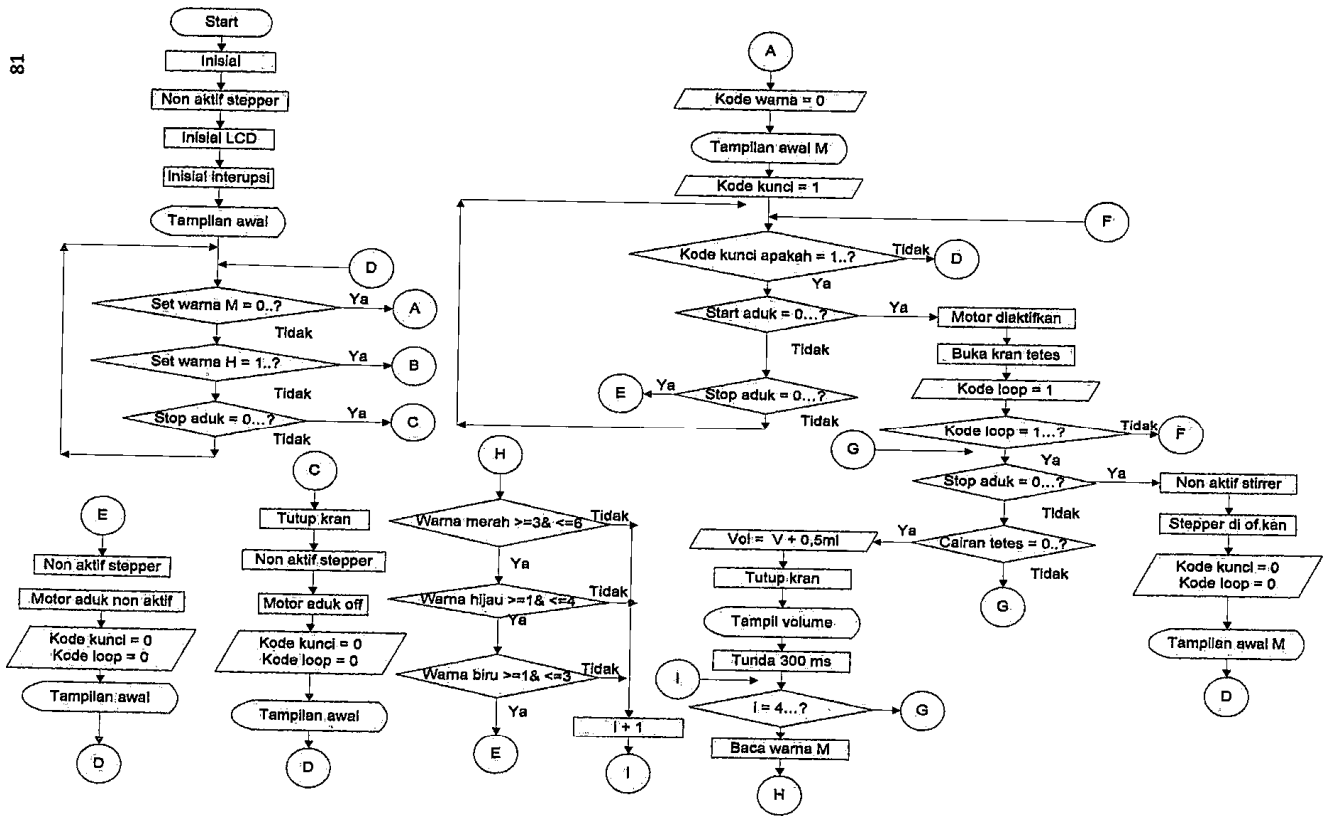 81
Start
Inisial
Non aktif stepper
Inisial LCD
Inisial interupsi
Tampilan awal
D
Set warna M = 0..?
Ya
A
Tidak
Set warna H = 1..?
Ya
B
Tidak
Stop aduk = 0...?
Ya
C
Tidak
A
Kode warna = 0
Tampilan awal M
Kode kunci = 1
F
Kode kunci apakah = 1..?
Tidak
D
Ya
Start aduk = 0...?
Ya
Motor diaktifkan
Tidak
Buka kran tetes
Kode loop = 1
Stop aduk = 0...?
Ya
E
Tidak
Kode loop = 1...?
Tidak
F
G
Ya
Stop aduk = 0...?
Ya
Non aktif stirrer
Tidak
Stepper di of.kan
Cairan tetes = 0..?
Ya
Tidak
G
Kode kunci = 0
Kode loop = 0
Tampilan awal M
D
Vol = V + 0,5ml
Tutup kran
Tampil volume
Tunda 300 ms
I
i = 4...?
G
Baca warna M
H
E
Non aktif stepper
Motor aduk non aktif
Kode kunci = 0
Kode loop = 0
Tampilan awal
D
C
Tutup kran
Non aktif stepper
Motor aduk off
Kode kunci = 0
Kode loop = 0
Tampilan awal
D
H
Warna merah >=3& <=6
Tidak
Ya
Warna hijau >=1& <=4
Tidak
Ya
Warna biru >=1& <=3
Tidak
Ya
E
I + 1
I